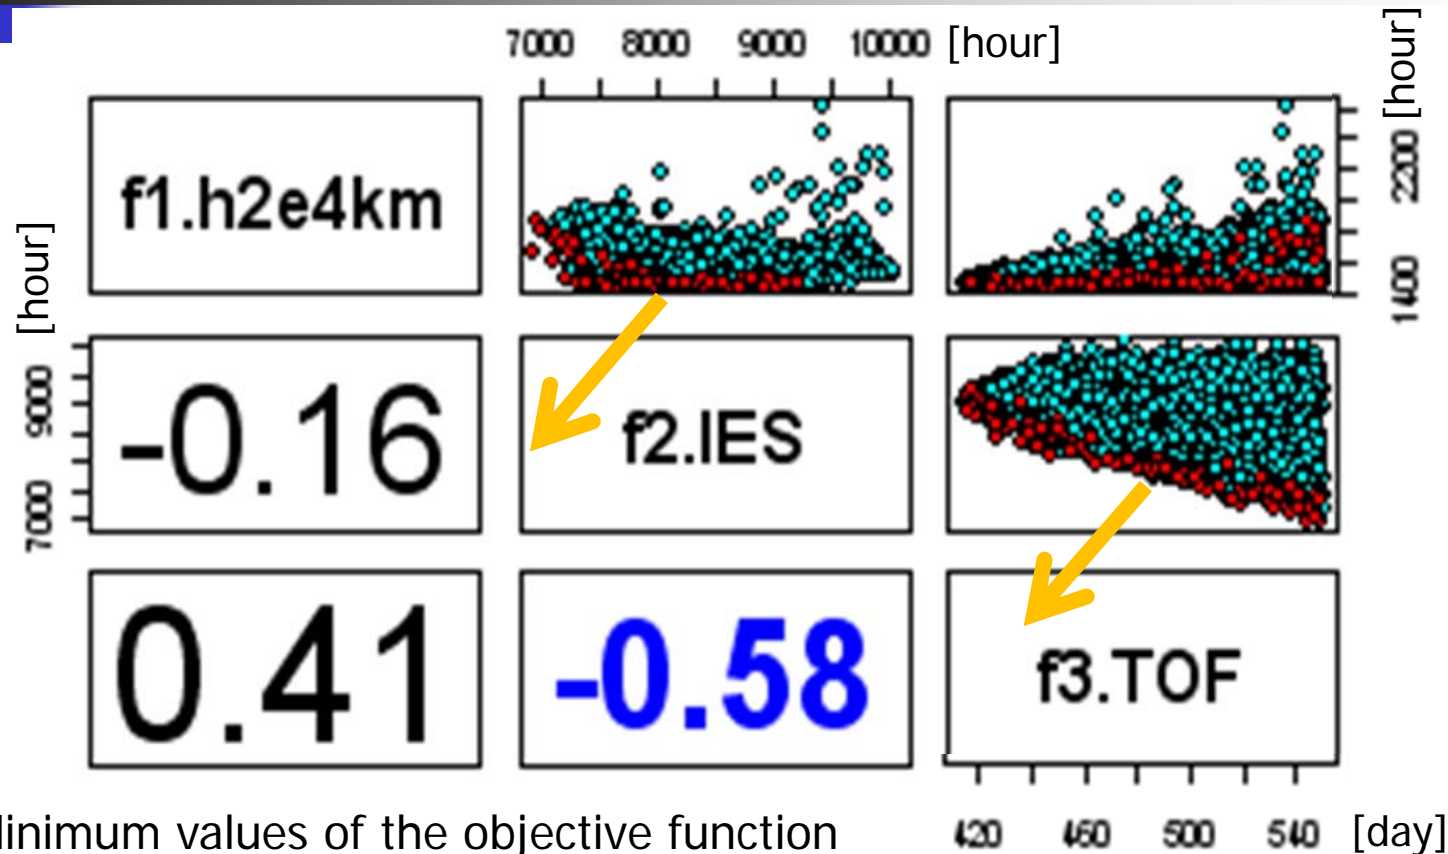 7000 8000 9000 10000 [hour]
[hour]
f1.h2e4km
1400 2200
[hour]
-0.16
f2.IES
7000 9000
0.41
-0.58
f3.TOF
420 460 500 540 [day]
inimum values of the objective function